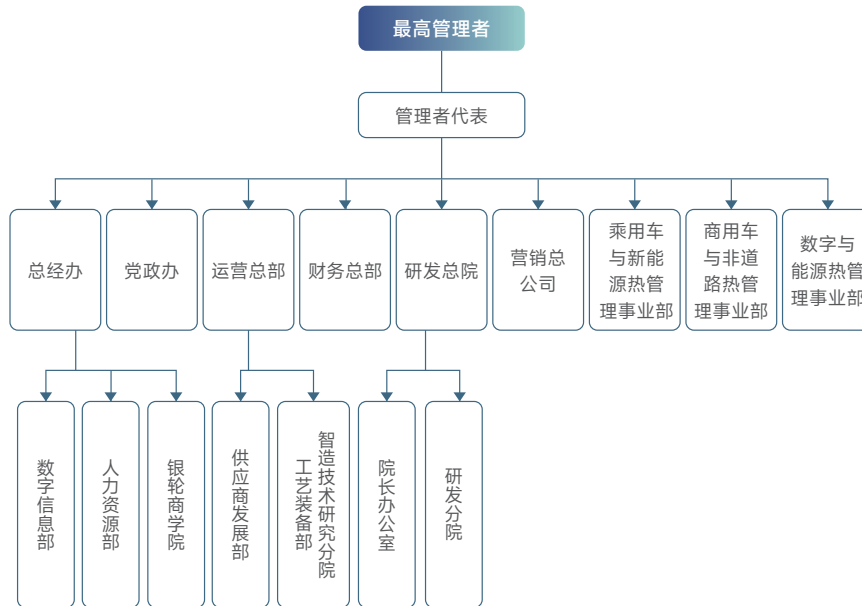 最高管理者
管理者代表
总经办
党政办
运营总部
财务总部
研发总院
营销总
公司
乘用车
与新能
源热管
理事业部
商用车
与非道
路热管
理事业部
数字与
能源热管
理事业部
数字信息部
人力资源部
银轮商学院
供应商发展部
智造技术研究分院
工艺装备部
院长办公室
研发分院